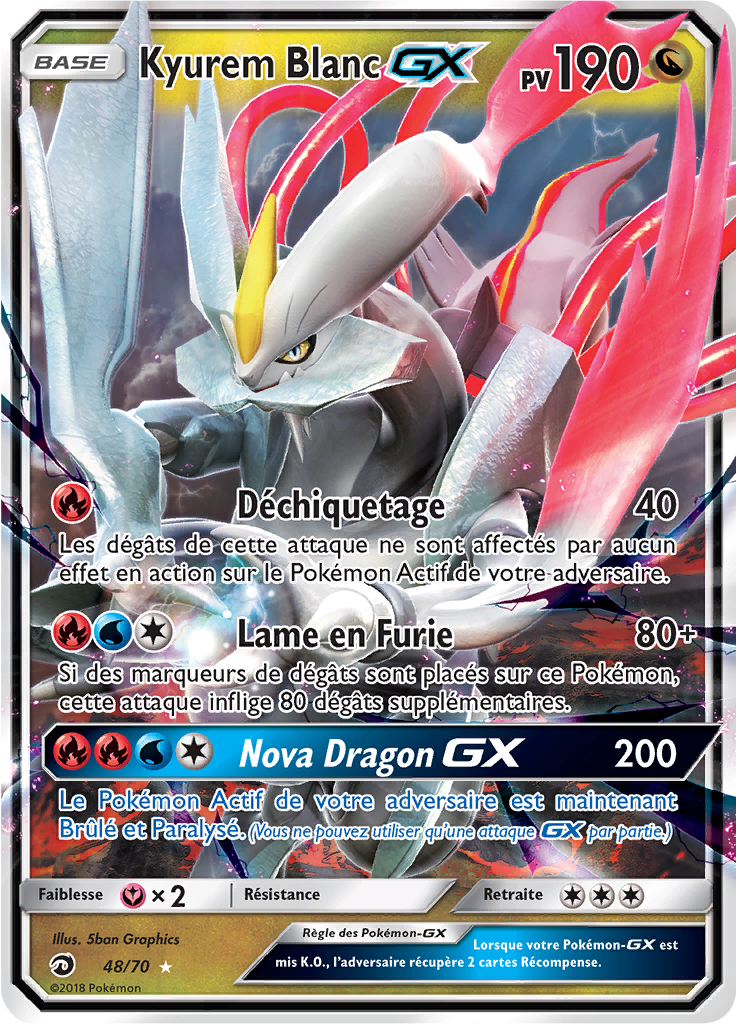 BASE Kyurem Blanc GX PV 190
Déchiquetage 40
Les dégâts de cette attaque ne sont affectés par aucun
effet en action sur le Pokémon Actif de votre adversaire.
Lame en Furie 80+
Si des marqueurs de dégâts sont placés sur ce Pokémon,
cette attaque inflige 80 dégâts supplémentaires.
Nova Dragon GX 200
Le Pokémon Actif de votre adversaire est maintenant
Brûlé et Paralysé. (Vous ne pouvez utiliser qu'une attaque GX par partie.)
Faiblesse ×2 Résistance Retraite
Illus. 5ban Graphics
48/70
©2018 Pokémon
Règle des Pokémon-GX
Lorsque votre Pokémon-GX est
mis K.O., l'adversaire récupère 2 cartes Récompense.